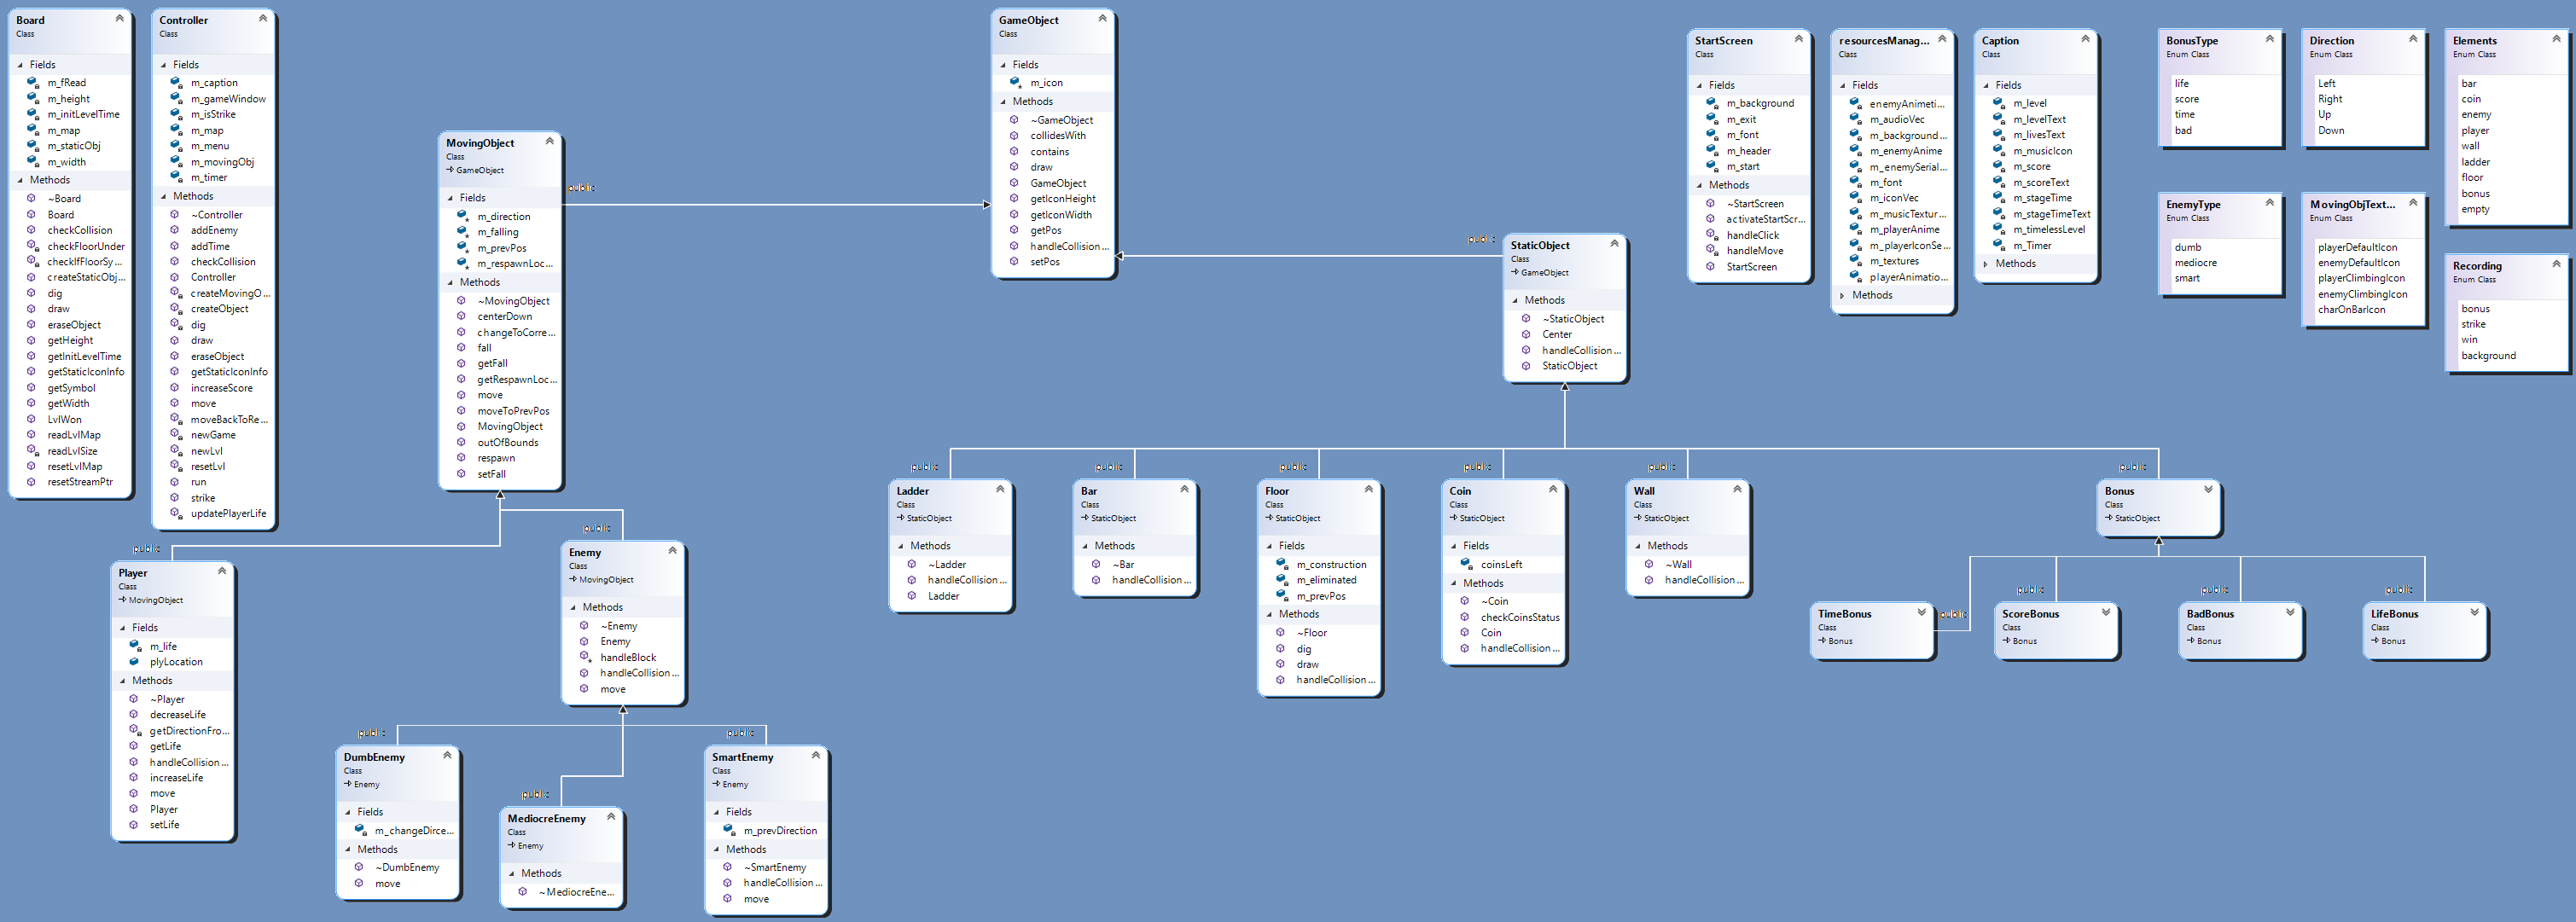 Board
Class
Fields
m_fRead
m_height
m_initLevelTime
m_map
m_staticObj
m_width
Methods
~Board
Board
checkCollision
checkFloorUnder
checkIfFloorSy...
createStaticObj...
dig
draw
eraseObject
getHeight
getInitLevelTime
getStaticIconInfo
getSymbol
getWidth
LvlWon
readLvlMap
readLvlSize
resetLvlMap
resetStreamPtr
Controller
Class
Fields
m_caption
m_gameWindow
m_isStrike
m_map
m_menu
m_movingObj
m_timer
Methods
~Controller
addEnemy
addTime
checkCollision
Controller
createMovingO...
createObject
dig
draw
eraseObject
getStaticIconInfo
increaseScore
move
moveBackToRe...
newGame
newLvl
resetLvl
run
strike
updatePlayerLife
MovingObject
Class
GameObject
Fields
m_direction
m_falling
m_prevPos
m_respawnLoc...
Methods
~MovingObject
centerDown
changeToCorre...
fall
getFall
getRespawnLoc...
move
moveToPrevPos
MovingObject
outOfBounds
respawn
setFall
public
GameObject
Class
Fields
m_icon
Methods
~GameObject
collidesWith
contains
draw
GameObject
getIconHeight
getIconWidth
getPos
handleCollision...
setPos
public
StaticObject
Class
GameObject
Methods
~StaticObject
Center
handleCollision...
StaticObject
StartScreen
Class
Fields
m_background
m_exit
m_font
m_header
m_start
Methods
~StartScreen
activateStartScr...
handleClick
handleMove
StartScreen
resourcesManag...
Class
Fields
enemyAnimeti...
m_audioVec
m_background...
m_enemyAnime
m_enemySerial...
m_font
m_iconVec
m_musicTextur...
m_playerAnime
m_playerIconSe...
m_textures
playerAnimatio...
Methods
Caption
Class
Fields
m_level
m_levelText
m_livesText
m_musicIcon
m_score
m_scoreText
m_stageTime
m_stageTimeText
m_timelessLevel
m_Timer
Methods
BonusType
Enum Class
life
score
time
bad
Direction
Enum Class
Left
Right
Up
Down
Elements
Enum Class
bar
coin
enemy
player
wall
ladder
floor
bonus
empty
EnemyType
Enum Class
dumb
mediocre
smart
MovingObjText...
Enum Class
playerDefaultIcon
enemyDefaultIcon
playerClimbingIcon
enemyClimbingIcon
charOnBarIcon
Recording
Enum Class
bonus
strike
win
background
public
Player
Class
MovingObject
Fields
m_life
plyLocation
Methods
~Player
decreaseLife
getDirectionFro...
getLife
handleCollision...
increaseLife
move
Player
setLife
public
Enemy
Class
MovingObject
Methods
~Enemy
Enemy
handleBlock
handleCollision...
move
public
DumbEnemy
Class
Enemy
Fields
m_changeDirce...
Methods
~DumbEnemy
move
public
MediocreEnemy
Class
Enemy
Methods
~MediocreEne...
public
SmartEnemy
Class
Enemy
Fields
m_prevDirection
Methods
~SmartEnemy
handleCollision...
move
public
Ladder
Class
StaticObject
Methods
~Ladder
handleCollision...
Ladder
public
Bar
Class
StaticObject
Methods
~Bar
handleCollision...
public
Floor
Class
StaticObject
Fields
m_construction
m_eliminated
m_prevPos
Methods
~Floor
dig
draw
handleCollision...
public
Coin
Class
StaticObject
Fields
coinsLeft
Methods
~Coin
checkCoinsStatus
Coin
handleCollision...
public
Wall
Class
StaticObject
Methods
~Wall
handleCollision...
public
Bonus
Class
StaticObject
TimeBonus
Class
Bonus
public
public
ScoreBonus
Class
Bonus
public
BadBonus
Class
Bonus
public
LifeBonus
Class
Bonus